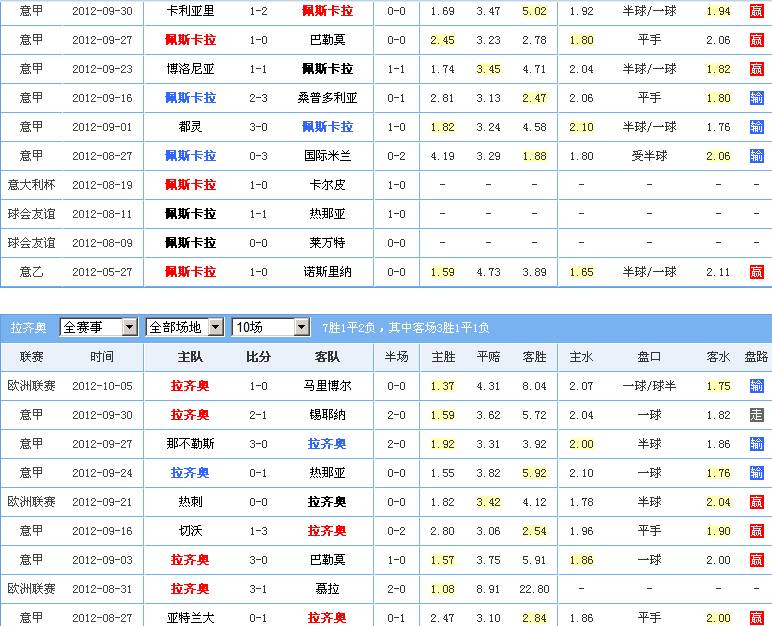 意甲 2012-09-30 卡利亚里 1-2 佩斯卡拉 0-0 1.69 3.47 5.02 1.92 半球/一球 1.94 赢
意甲 2012-09-27 佩斯卡拉 1-0 巴勒莫 0-0 2.45 3.23 2.78 1.80 平手 2.06 赢
意甲 2012-09-23 博洛尼亚 1-1 佩斯卡拉 1-1 1.74 3.45 4.71 2.04 半球/一球 1.82 赢
意甲 2012-09-16 佩斯卡拉 2-3 桑普多利亚 0-1 2.81 3.13 2.47 2.06 平手 1.80 输
意甲 2012-09-01 都灵 3-0 佩斯卡拉 1-0 1.82 3.24 4.58 2.10 半球/一球 1.76 输
意甲 2012-08-27 佩斯卡拉 0-3 国际米兰 0-2 4.19 3.29 1.88 1.80 受半球 2.06 输
意大利杯 2012-08-19 佩斯卡拉 1-0 卡尔皮 1-0 - - - - - -
球会友谊 2012-08-11 佩斯卡拉 1-1 热那亚 1-0 - - - - - -
球会友谊 2012-08-09 佩斯卡拉 0-0 莱万特 0-0 - - - - - -
意乙 2012-05-27 佩斯卡拉 1-0 诺斯里纳 0-0 1.59 4.73 3.89 1.65 半球/一球 2.11 赢
拉齐奥 全赛事 全部场地 10场 7胜1平2负，其中客场3胜1平1负
联赛 时间 主队 比分 客队 半场 主胜 平赔 客胜 主水 盘口 客水 盘路
欧洲联赛 2012-10-05 拉齐奥 1-0 马里博尔 0-0 1.37 4.31 8.04 2.07 一球/球半 1.75 输
意甲 2012-09-30 拉齐奥 2-1 锡耶纳 2-0 1.59 3.62 5.72 2.04 一球 1.82 走
意甲 2012-09-27 那不勒斯 3-0 拉齐奥 2-0 1.92 3.31 3.92 2.00 半球 1.86 输
意甲 2012-09-24 拉齐奥 0-1 热那亚 0-0 1.55 3.82 5.92 2.10 一球 1.76 输
欧洲联赛 2012-09-21 热刺 0-0 拉齐奥 0-0 1.82 3.42 4.12 1.78 半球 2.04 赢
意甲 2012-09-16 切沃 1-3 拉齐奥 0-2 2.80 3.06 2.54 1.96 平手 1.90 赢
意甲 2012-09-03 拉齐奥 3-0 巴勒莫 1-0 1.57 3.75 5.91 1.86 一球 2.00 赢
欧洲联赛 2012-08-31 拉齐奥 3-1 慕拉 2-0 1.08 8.91 22.80 - - - -
意甲 2012-08-27 亚特兰大 0-1 拉齐奥 0-1 2.47 3.10 2.84 1.86 平手 2.00 赢